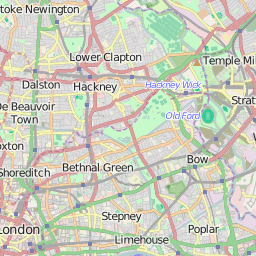 toke Newington
Lower Clapton
Temple Mi
Dalston
Hackney
Hackney Wick
Strat
De Beauvoir
Town
Old Ford
oxton
Bow
Shoreditch
Bethnal Green
Stepney
London
Limehouse
Poplar